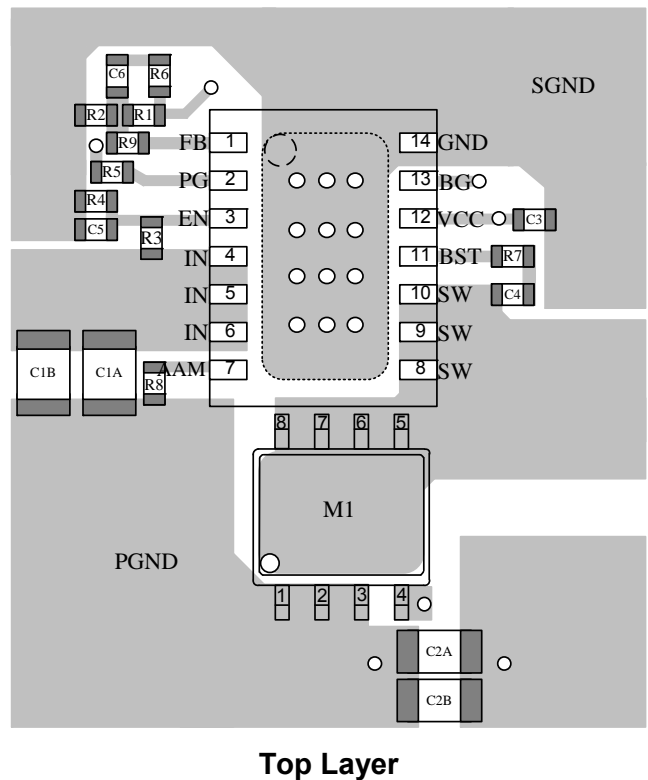 SGND
C6 R6
R2 R1
R9 FB 1 14 GND
R5 PG 2 13 BG
R4
C5 EN 3 12 VCC C3
R3
IN 4 11 BST R7
IN 5 10 SW C4
IN 6 9 SW
C1B C1A R8 AAM 7 8 SW
8 7 6 5
M1
PGND
1 2 3 4
C2A
C2B
Top Layer